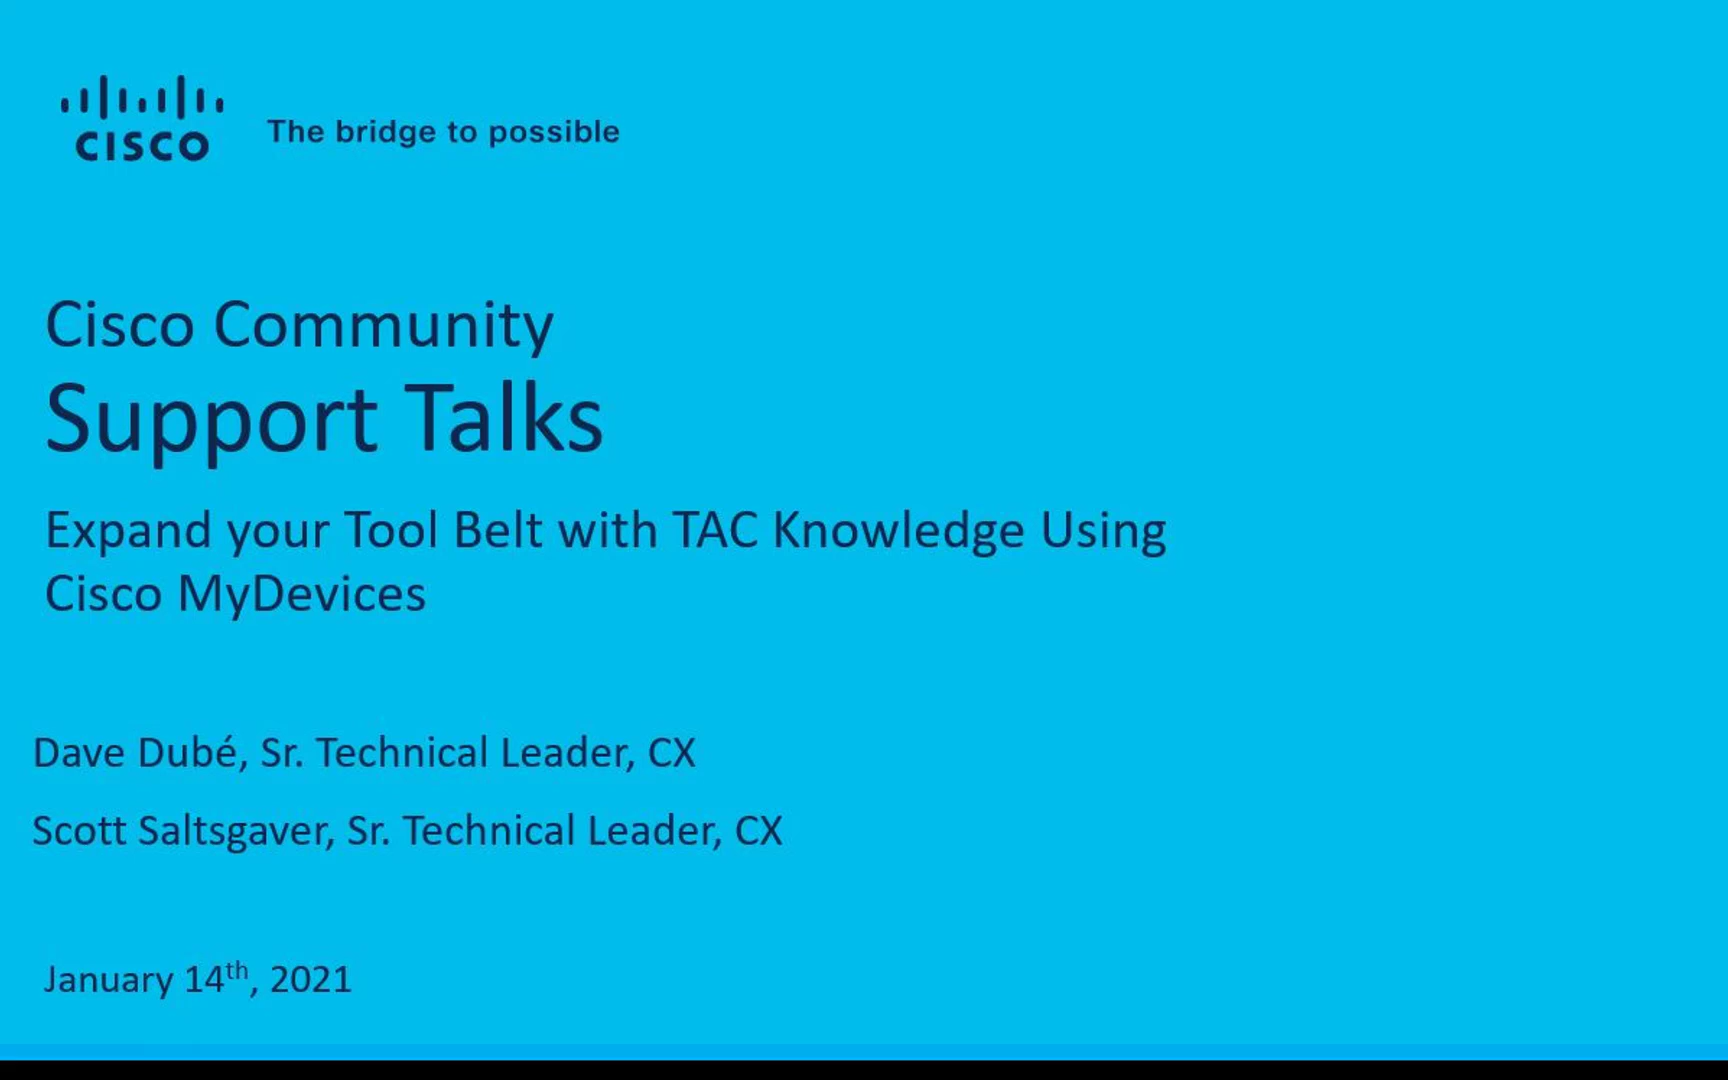 CISCO
The bridge to possible
Cisco Community
Support Talks
Expand your Tool Belt with TAC Knowledge Using
Cisco MyDevices
Dave Dubé, Sr. Technical Leader, CX
Scott Saltsgaver, Sr. Technical Leader, CX
January 14th, 2021